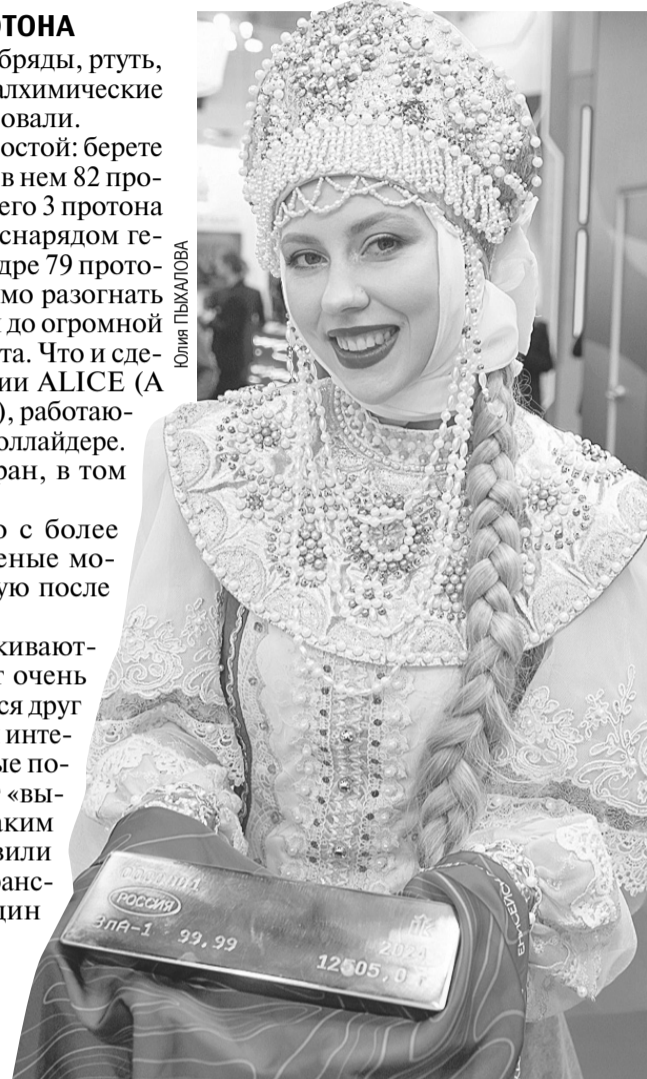 ОТОНА
бряды, ртуть,
алхимические
овали.
остой: берете
в нем 82 про-
его 3 протона
снарядом ге-
дре 79 прото-
мо разогнать
до огромной
та. Что и сде-
ии ALICE (A
), работаю-
оллайдере.
ран, в том
о с более
еные мо-
ую после
кивают-
т очень
ся друг
инте-
ые по-
«вы-
аким
вили
ранс-
дин
Юлия ПЫХАЛОВА
РОССИЯ
ЗлА-1 99,99
2024
12505,0 г